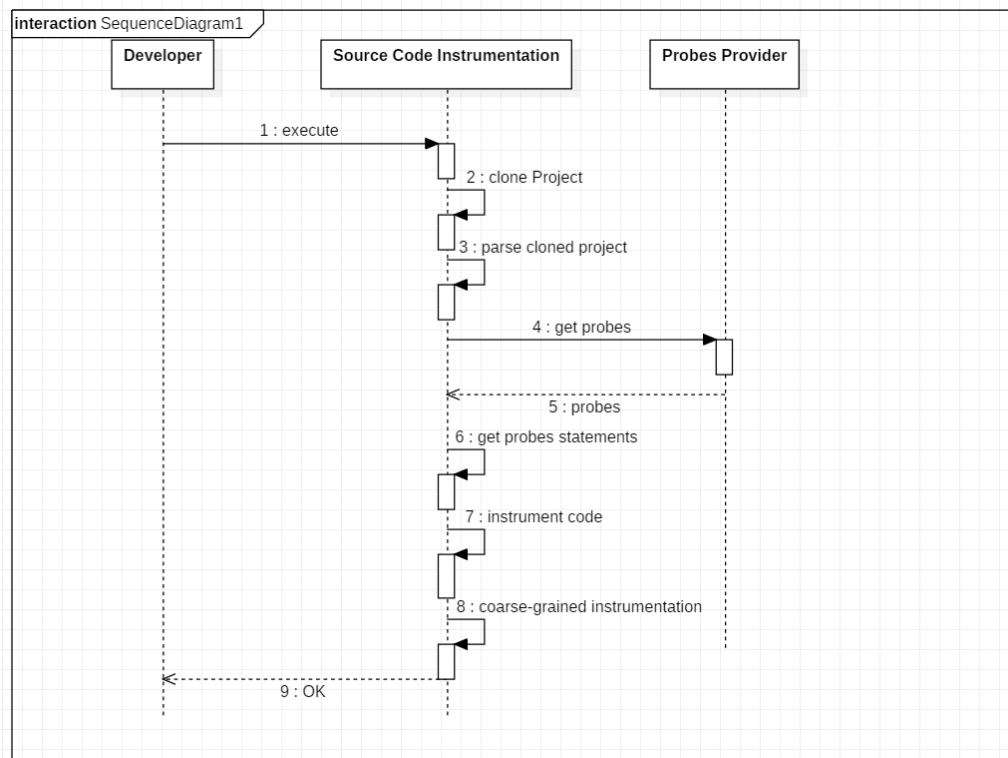 interaction SequenceDiagram1
Developer
Source Code Instrumentation
Probes Provider
1 : execute
2 : clone Project
3 : parse cloned project
4 : get probes
5 : probes
6 : get probes statements
7 : instrument code
8 : coarse-grained instrumentation
9 : OK